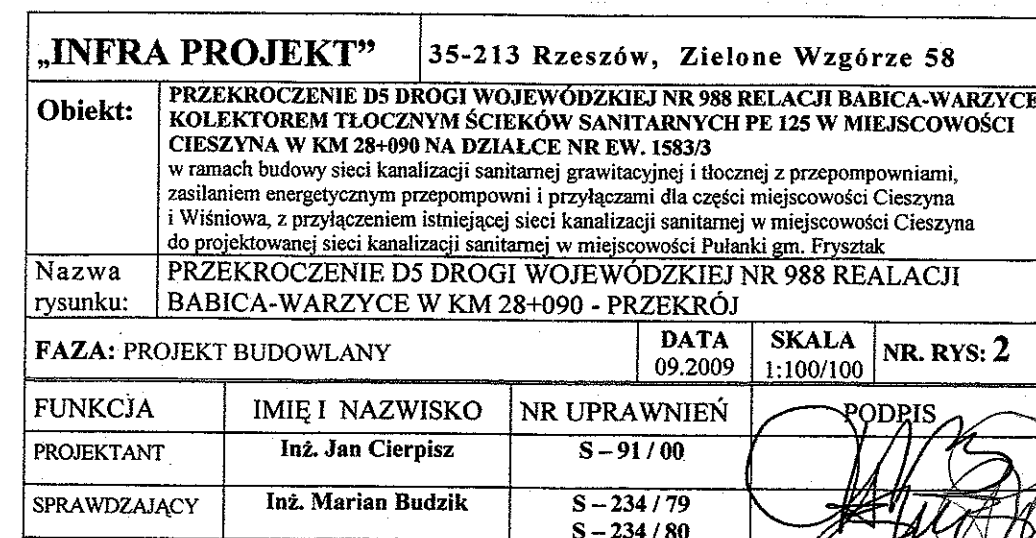 „INFRA PROJEKT” 35-213 Rzeszów, Zielone Wzgórze 58
Obiekt: PRZEKROCZENIE D5 DROGI WOJEWÓDZKIEJ NR 988 RELACJI BABICA-WARZYCE
KOLEKTOREM TŁOCZNYM ŚCIEKÓW SANITARNYCH PE 125 W MIEJSCOWOŚCI
CIESZYNA W KM 28+090 NA DZIAŁCE NR EW. 1583/3
w ramach budowy sieci kanalizacji sanitarnej grawitacyjnej i tłocznej z przepompowniami,
zasilaniem energetycznym przepompowni i przyłączami dla części miejscowości Cieszyna
i Wiśniowa, z przyłączeniem istniejącej sieci kanalizacji sanitarnej w miejscowości Cieszyna
do projektowanej sieci kanalizacji sanitarnej w miejscowości Pułanki gm. Frysztak
Nazwa rysunku: PRZEKROCZENIE D5 DROGI WOJEWÓDZKIEJ NR 988 REALACJI
BABICA-WARZYCE W KM 28+090 - PRZEKRÓJ
FAZA: PROJEKT BUDOWLANY DATA 09.2009 SKALA 1:100/100 NR. RYS: 2
FUNKCJA IMIĘ I NAZWISKO NR UPRAWNIEŃ PODPIS
PROJEKTANT Inż. Jan Cierpisz S – 91 / 00
SPRAWDZAJĄCY Inż. Marian Budzik S – 234 / 79
S – 234 / 80